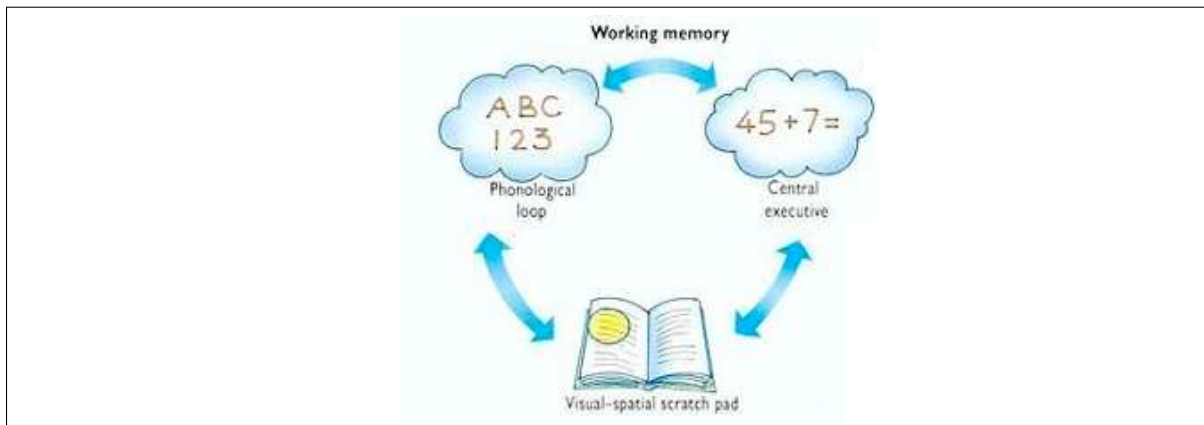 Working memory
ABC
123
45+7=
Phonological
loop
Central
executive
Visual-spatial scratch pad